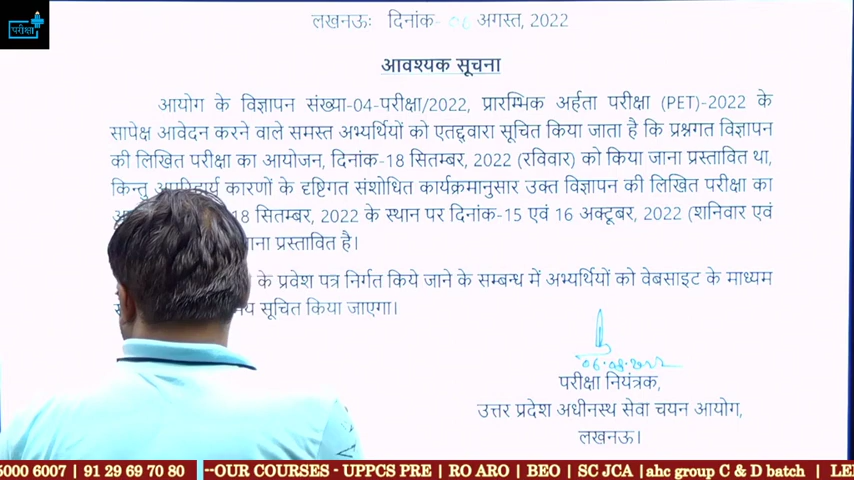 परीक्षा
लखनऊः दिनांक- 06 अगस्त, 2022
आवश्यक सूचना
आयोग के विज्ञापन संख्या-04-परीक्षा/2022, प्रारम्भिक अर्हता परीक्षा (PET)-2022 के
सापेक्ष आवेदन करने वाले समस्त अभ्यर्थियों को एतद्द्वारा सूचित किया जाता है कि प्रश्नगत विज्ञापन
की लिखित परीक्षा का आयोजन, दिनांक-18 सितम्बर, 2022 (रविवार) को किया जाना प्रस्तावित था,
किन्तु अपरिहार्य कारणों के दृष्टिगत संशोधित कार्यक्रमानुसार उक्त विज्ञापन की लिखित परीक्षा का
18 सितम्बर, 2022 के स्थान पर दिनांक-15 एवं 16 अक्टूबर, 2022 (शनिवार एवं
प्रस्तावित है।
के प्रवेश पत्र निर्गत किये जाने के सम्बन्ध में अभ्यर्थियों को वेबसाइट के माध्यम
सूचित किया जाएगा।
06.08.2022
परीक्षा नियंत्रक,
उत्तर प्रदेश अधीनस्थ सेवा चयन आयोग,
लखनऊ।
5000 6007 | 91 29 69 70 80 --OUR COURSES - UPPCS PRE | RO ARO | BEO | SC JCA |ahc group C & D batch | LE